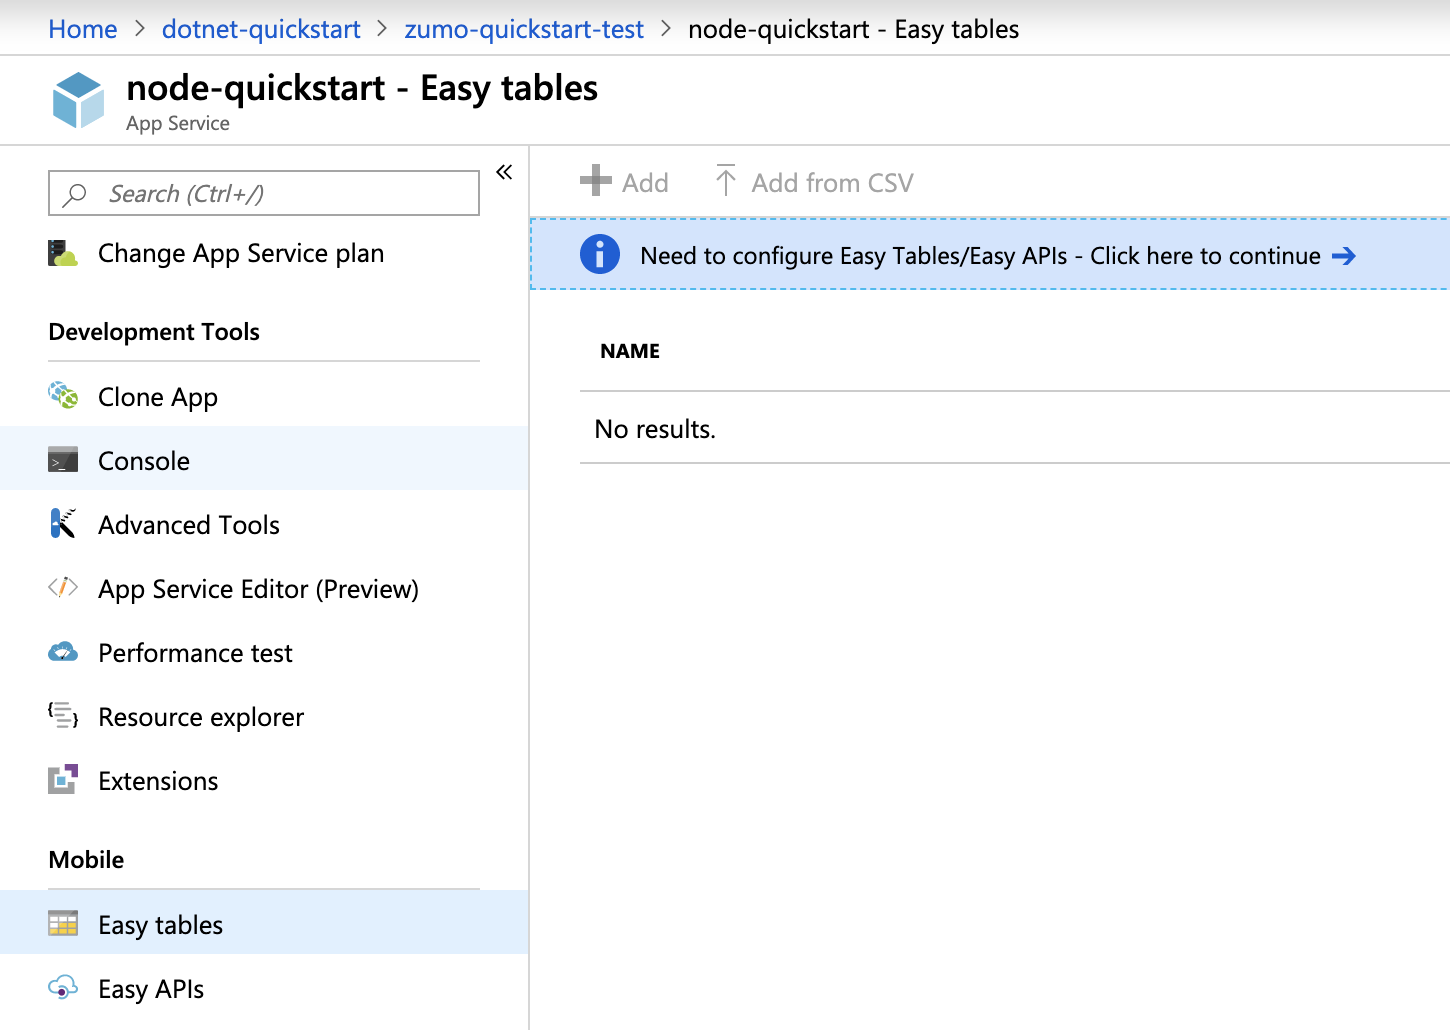 Home > dotnet-quickstart > zumo-quickstart-test > node-quickstart - Easy tables
node-quickstart - Easy tables
App Service
Search (Ctrl+/)
Change App Service plan
Development Tools
Clone App
Console
Advanced Tools
App Service Editor (Preview)
Performance test
Resource explorer
Extensions
Mobile
Easy tables
Easy APIs
Add
Add from CSV
Need to configure Easy Tables/Easy APIs - Click here to continue
NAME
No results.